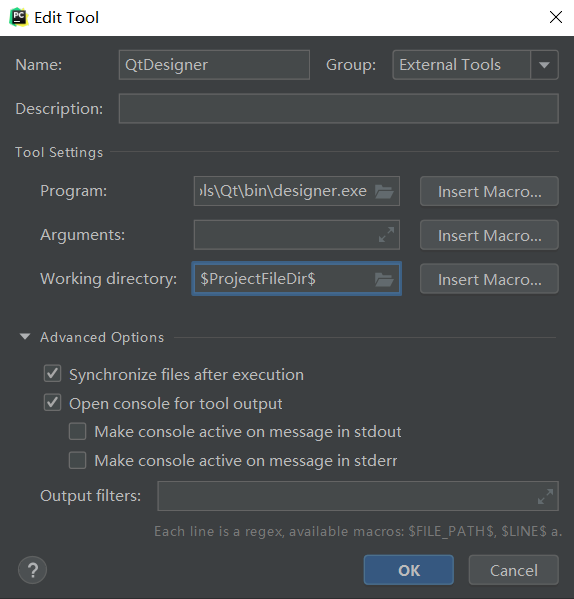 PC Edit Tool
Name: QtDesigner Group: External Tools
Description:
Tool Settings
Program: ols\Qt\bin\designer.exe Insert Macro...
Arguments: Insert Macro...
Working directory: $ProjectFileDir$ Insert Macro...
Advanced Options
Synchronize files after execution
Open console for tool output
Make console active on message in stdout
Make console active on message in stderr
Output filters:
Each line is a regex, available macros: $FILE_PATH$, $LINE$ a.
? OK Cancel